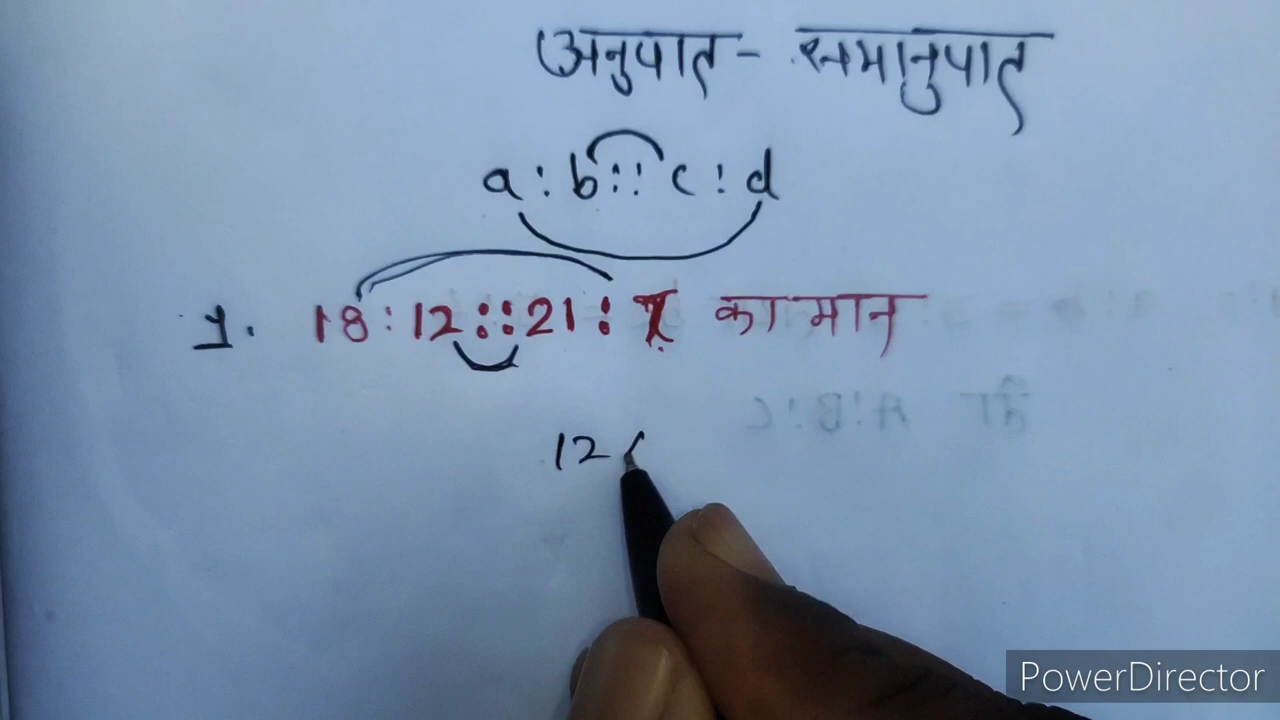 अनुपात - समानुपात
a : b :: c : d
1. 18 : 12 :: 21 : x का मान
12
PowerDirector